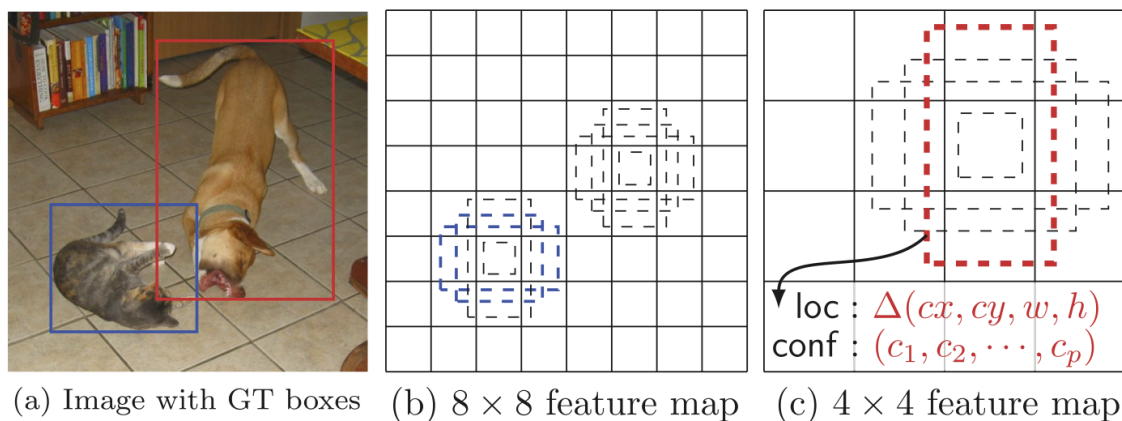 loc : Δ(cx, cy, w, h)
conf : (c₁, c₂, ⋯, cₚ)
(a) Image with GT boxes
(b) 8 × 8 feature map
(c) 4 × 4 feature map